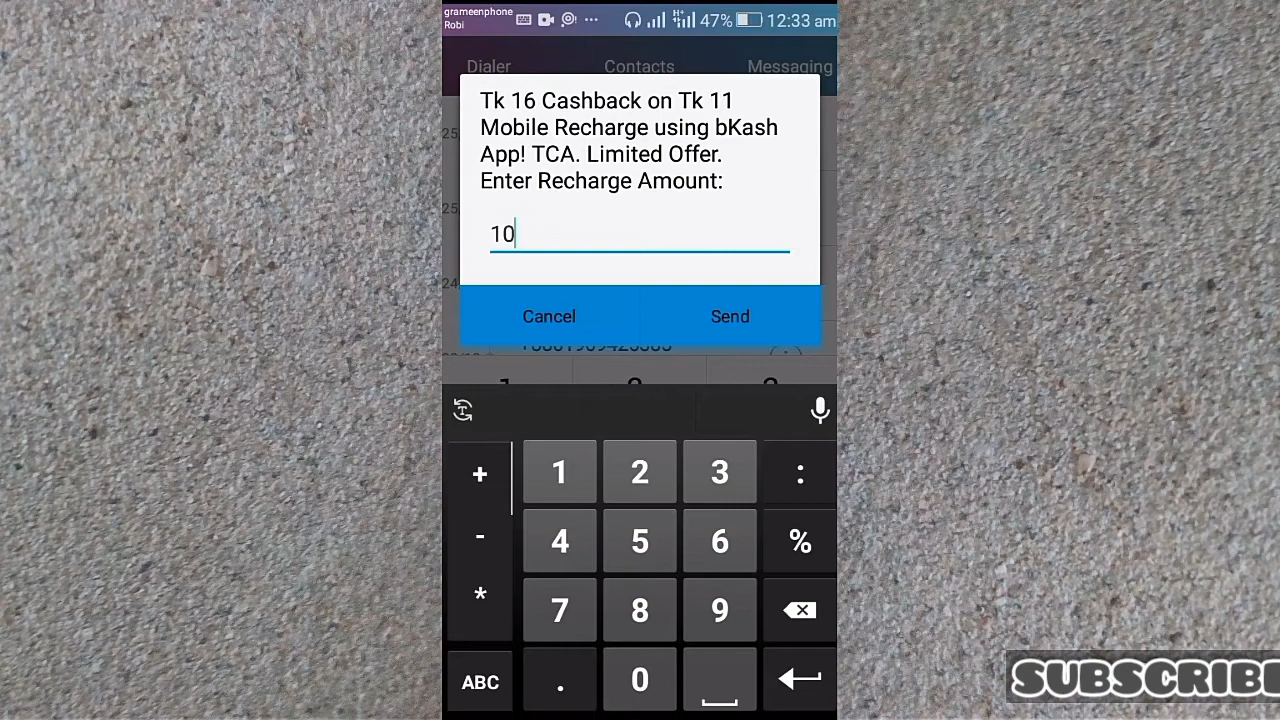 grameenphone
Robi
H+
47%
12:33 am
Dialer
Contacts
Messaging
Tk 16 Cashback on Tk 11
Mobile Recharge using bKash
App! TCA. Limited Offer.
Enter Recharge Amount:
10
Cancel
Send
+ 1 2 3 :
- 4 5 6 %
* 7 8 9
ABC . 0
SUBSCRIBE